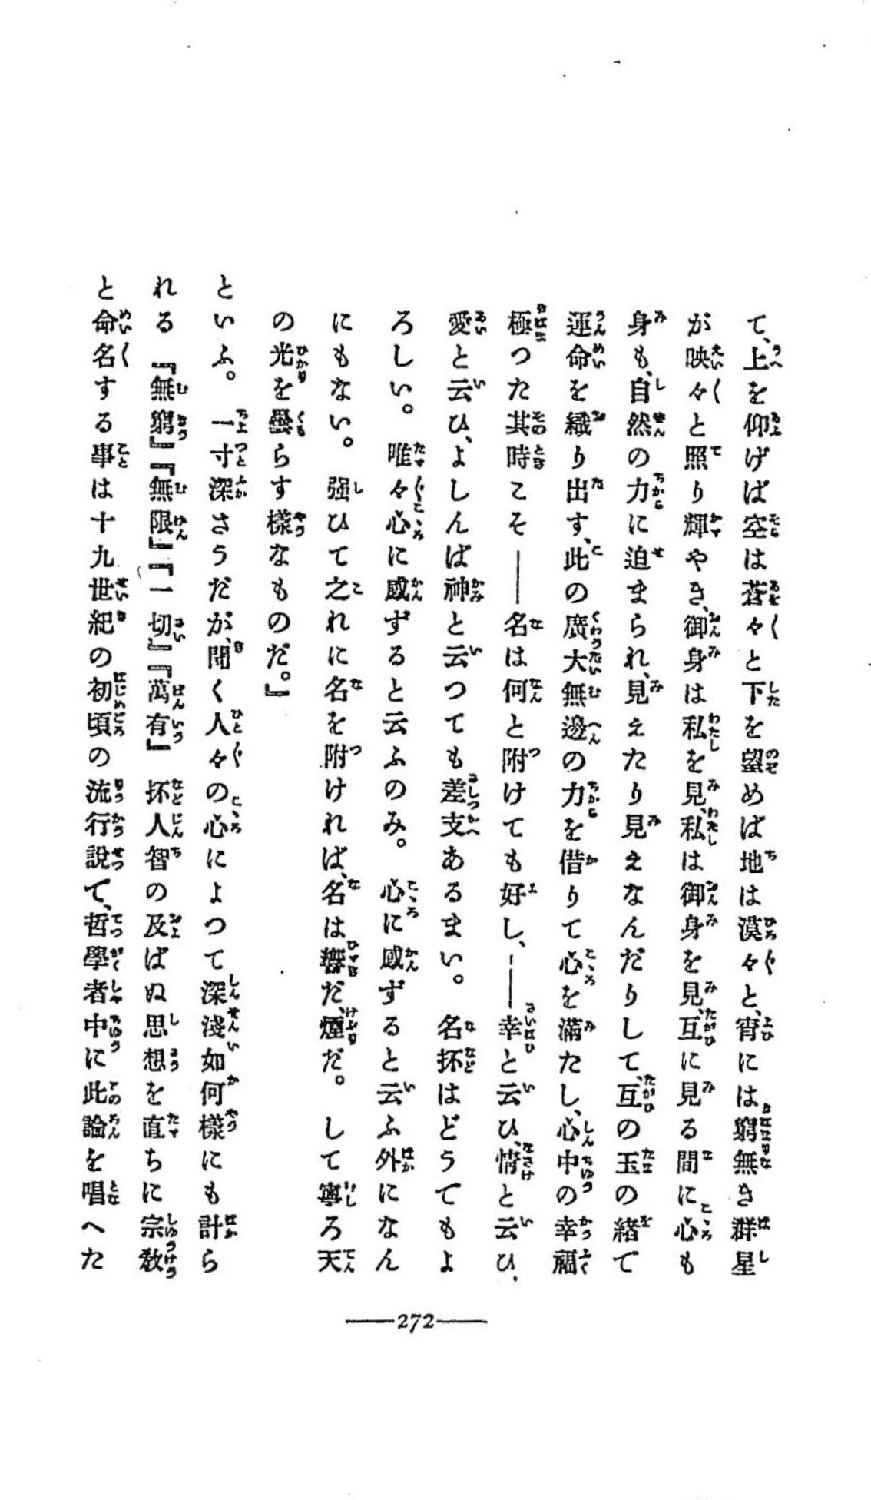 て、上を仰げば空は蒼々と下を望めば地は漠々と、宵には、窮無き群星
が映々と照り輝やき、御身は私を見、私は御身を見、互に見る間に心も
身も、自然の力に迫まられ、見えたり見えなんだりして、互の玉の緒で
運命を織り出す、此の廣大無邊の力を借りて心を滿たし、心中の幸福
極つた其時こそ――名は何と附けても好し、――幸と云ひ、情と云ひ、
愛と云ひ、よしんば神と云つても差支あるまい。名抔はどうでもよ
ろしい。唯々心に感ずると云ふのみ。心に感ずると云ふ外になん
にもない。强ひて之れに名を附ければ、名は響だ、煙だ。して寧ろ天
の光を曇らす樣なものだ。』
といふ。一寸深さうだが、聞く人々の心によつて深淺如何樣にも計ら
れる『無窮』『無限』『一切』『萬有』抔人智の及ばぬ思想を直ちに宗敎
と命名する事は十九世紀の初頃の流行說で、哲學者中に此論を唱へた
272